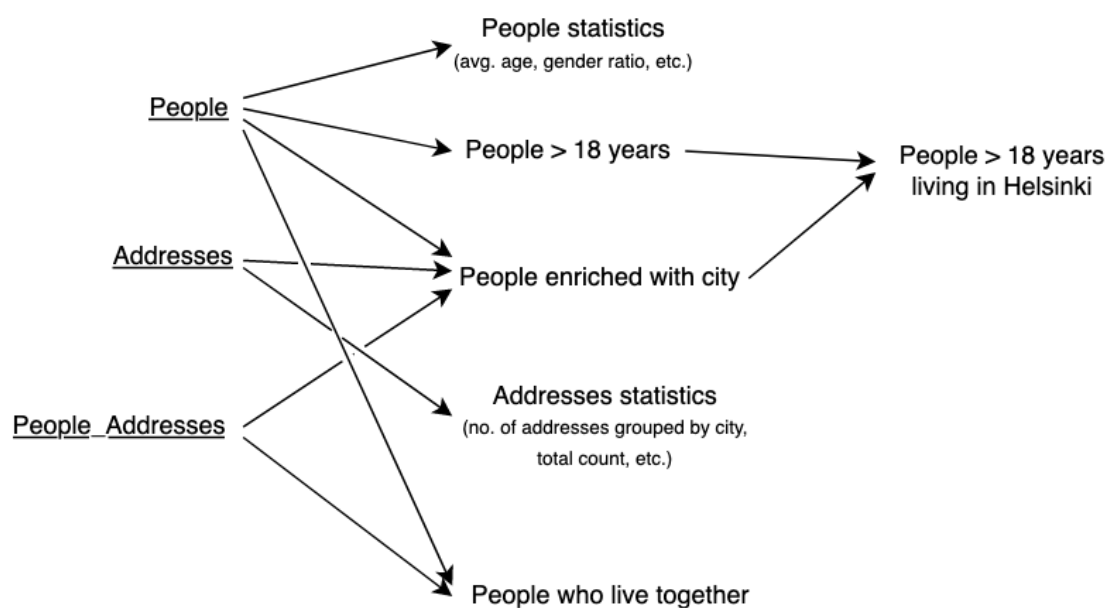 People statistics
(avg. age, gender ratio, etc.)
People
People > 18 years
People > 18 years
living in Helsinki
Addresses
People enriched with city
Addresses statistics
(no. of addresses grouped by city,
total count, etc.)
People_Addresses
People who live together